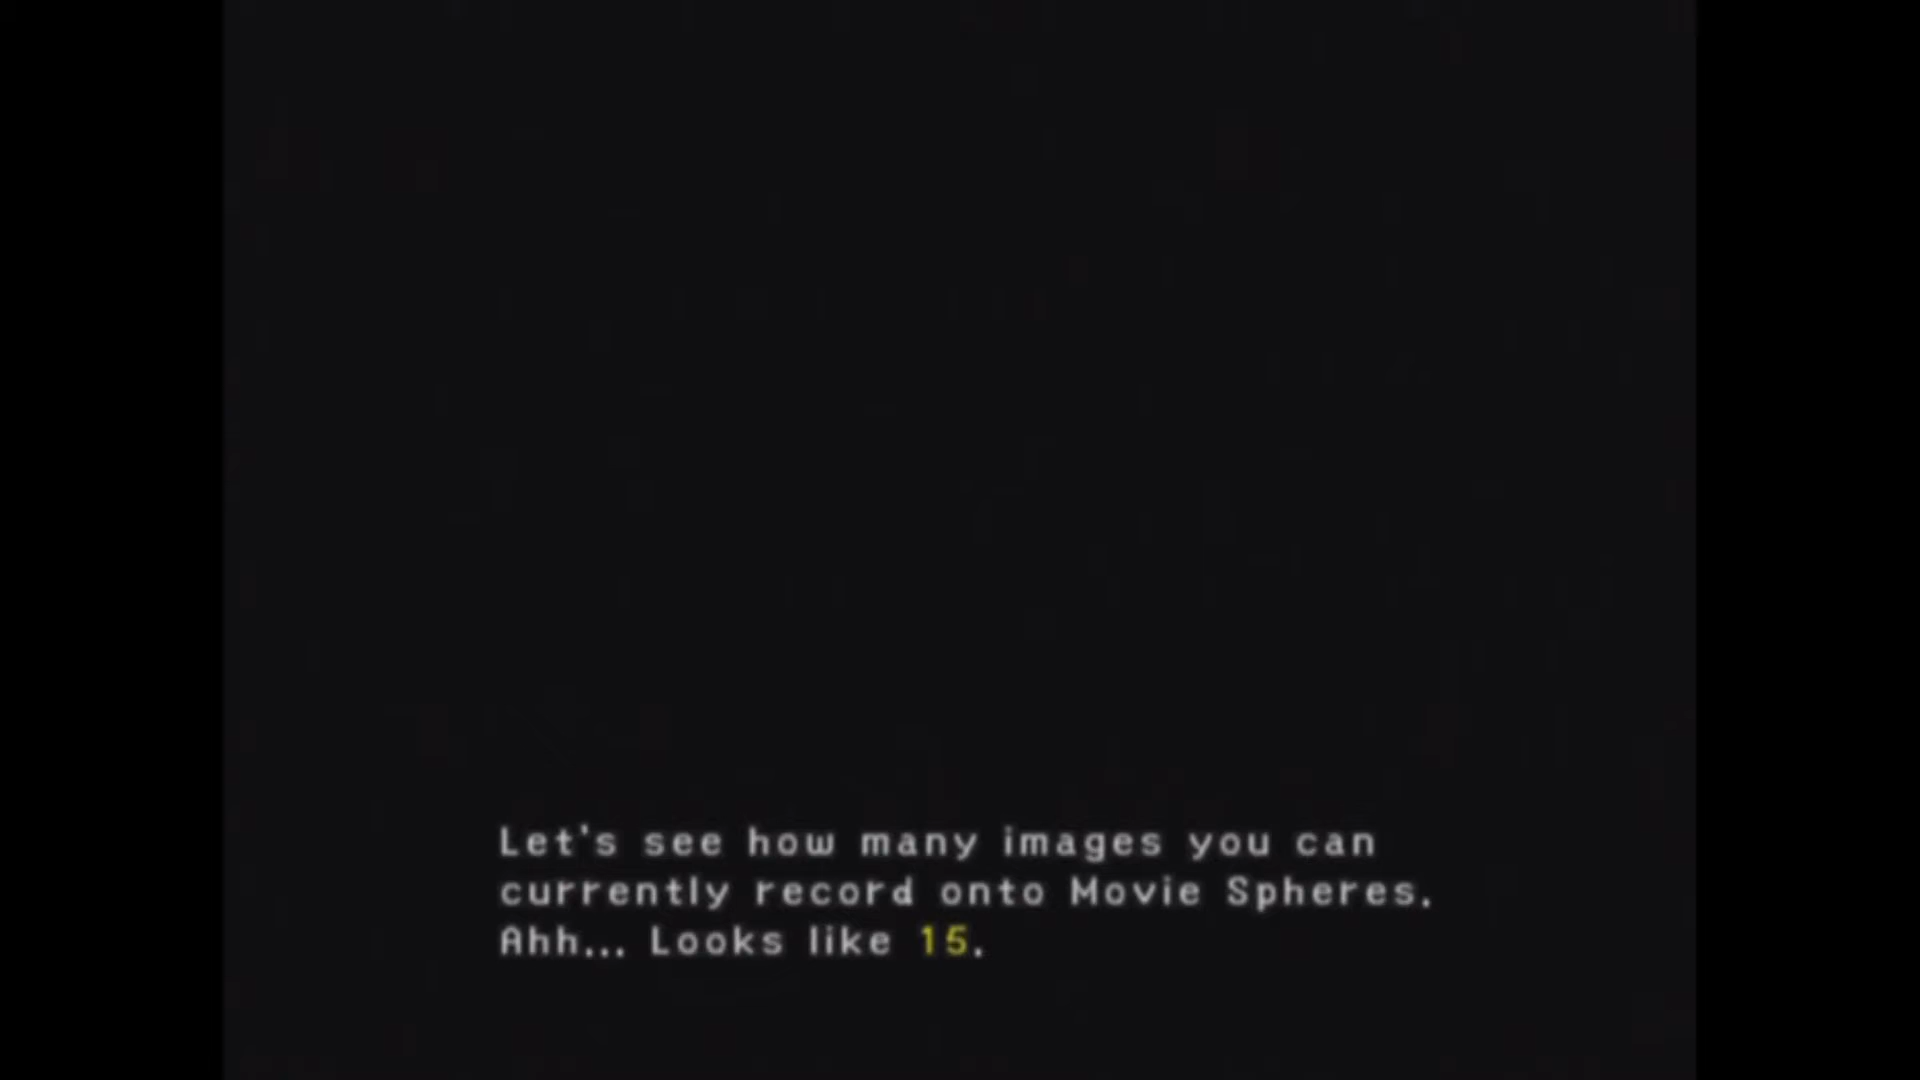 Let's see how many images you can
currently record onto Movie Spheres.
Ahh... Looks like 15.